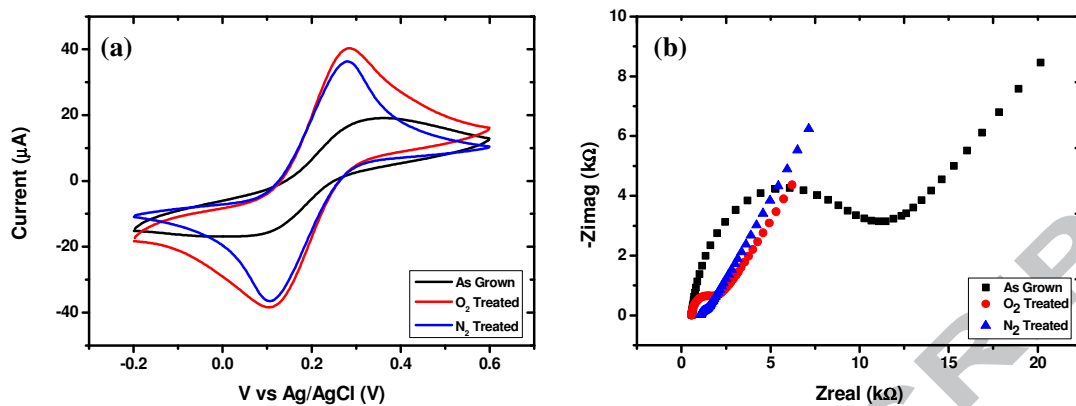 (a)
Current (µA)
40
20
0
-20
-40
-0.2
0.0
0.2
0.4
0.6
V vs Ag/AgCl (V)
As Grown
O₂ Treated
N₂ Treated
(b)
-Zimag (kΩ)
10
8
6
4
2
0
0
5
10
15
20
Zreal (kΩ)
As Grown
O₂ Treated
N₂ Treated